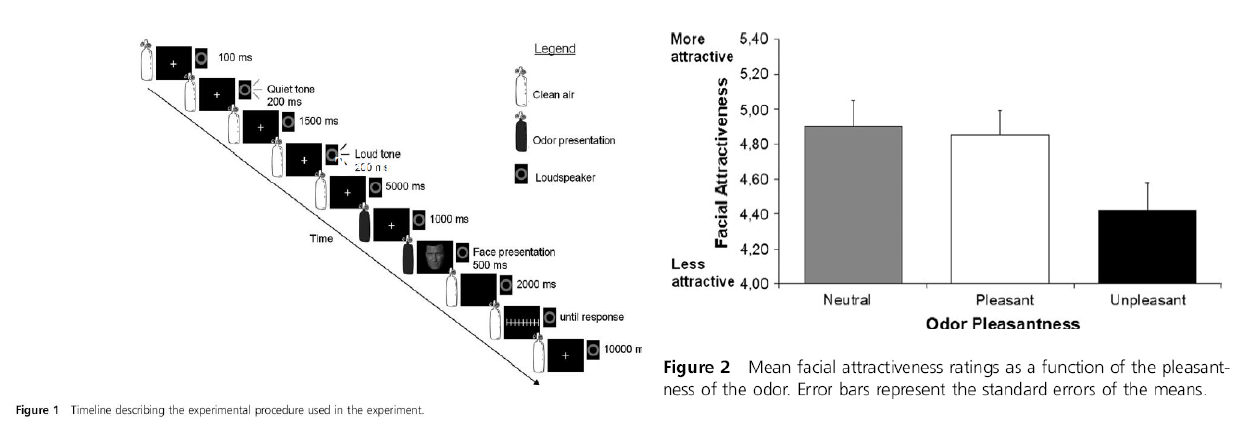 Legend
100 ms
Quiet tone
200 ms
Clean air
1500 ms
Odor presentation
Loud tone
200 ms
Loudspeaker
5000 ms
1000 ms
Time
Face presentation
500 ms
2000 ms
until response
10000 m
Figure 1 Timeline describing the experimental procedure used in the experiment.
More
attractive
Less
attractive
Facial Attractiveness
5,40
5,20
5,00
4,80
4,60
4,40
4,20
4,00
Neutral Pleasant Unpleasant
Odor Pleasantness
Figure 2 Mean facial attractiveness ratings as a function of the pleasant-
ness of the odor. Error bars represent the standard errors of the means.